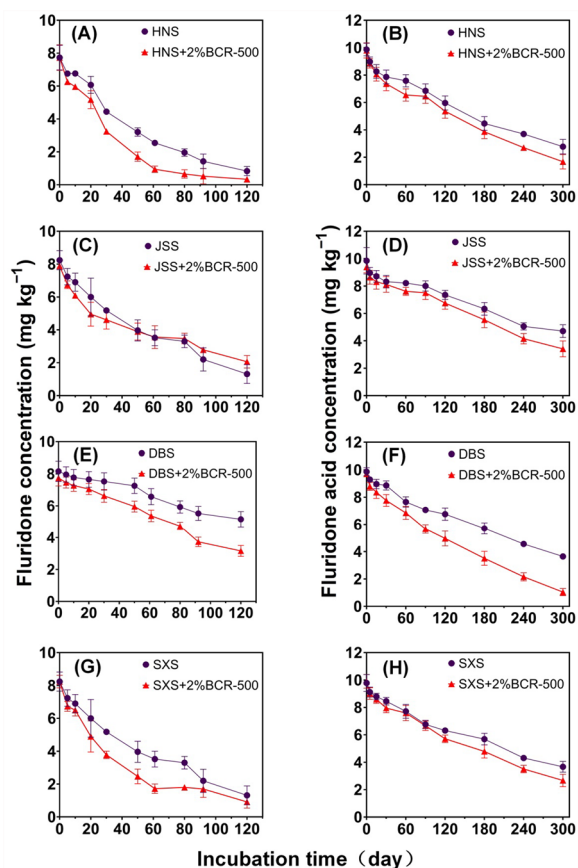 (A)
HNS
HNS+2%BCR-500
10
8
6
4
2
0
0 20 40 60 80 100 120
(B)
HNS
HNS+2%BCR-500
12
10
8
6
4
2
0
0 60 120 180 240 300
(C)
JSS
JSS+2%BCR-500
10
8
6
4
2
0
0 20 40 60 80 100 120
(D)
JSS
JSS+2%BCR-500
12
10
8
6
4
2
0
0 60 120 180 240 300
(E)
DBS
DBS+2%BCR-500
10
8
6
4
2
0
0 20 40 60 80 100 120
(F)
DBS
DBS+2%BCR-500
12
10
8
6
4
2
0
0 60 120 180 240 300
(G)
SXS
SXS+2%BCR-500
10
8
6
4
2
0
0 20 40 60 80 100 120
(H)
SXS
SXS+2%BCR-500
12
10
8
6
4
2
0
0 60 120 180 240 300
Fluridone concentration (mg kg⁻¹)
Fluridone acid concentration (mg kg⁻¹)
Incubation time（day）